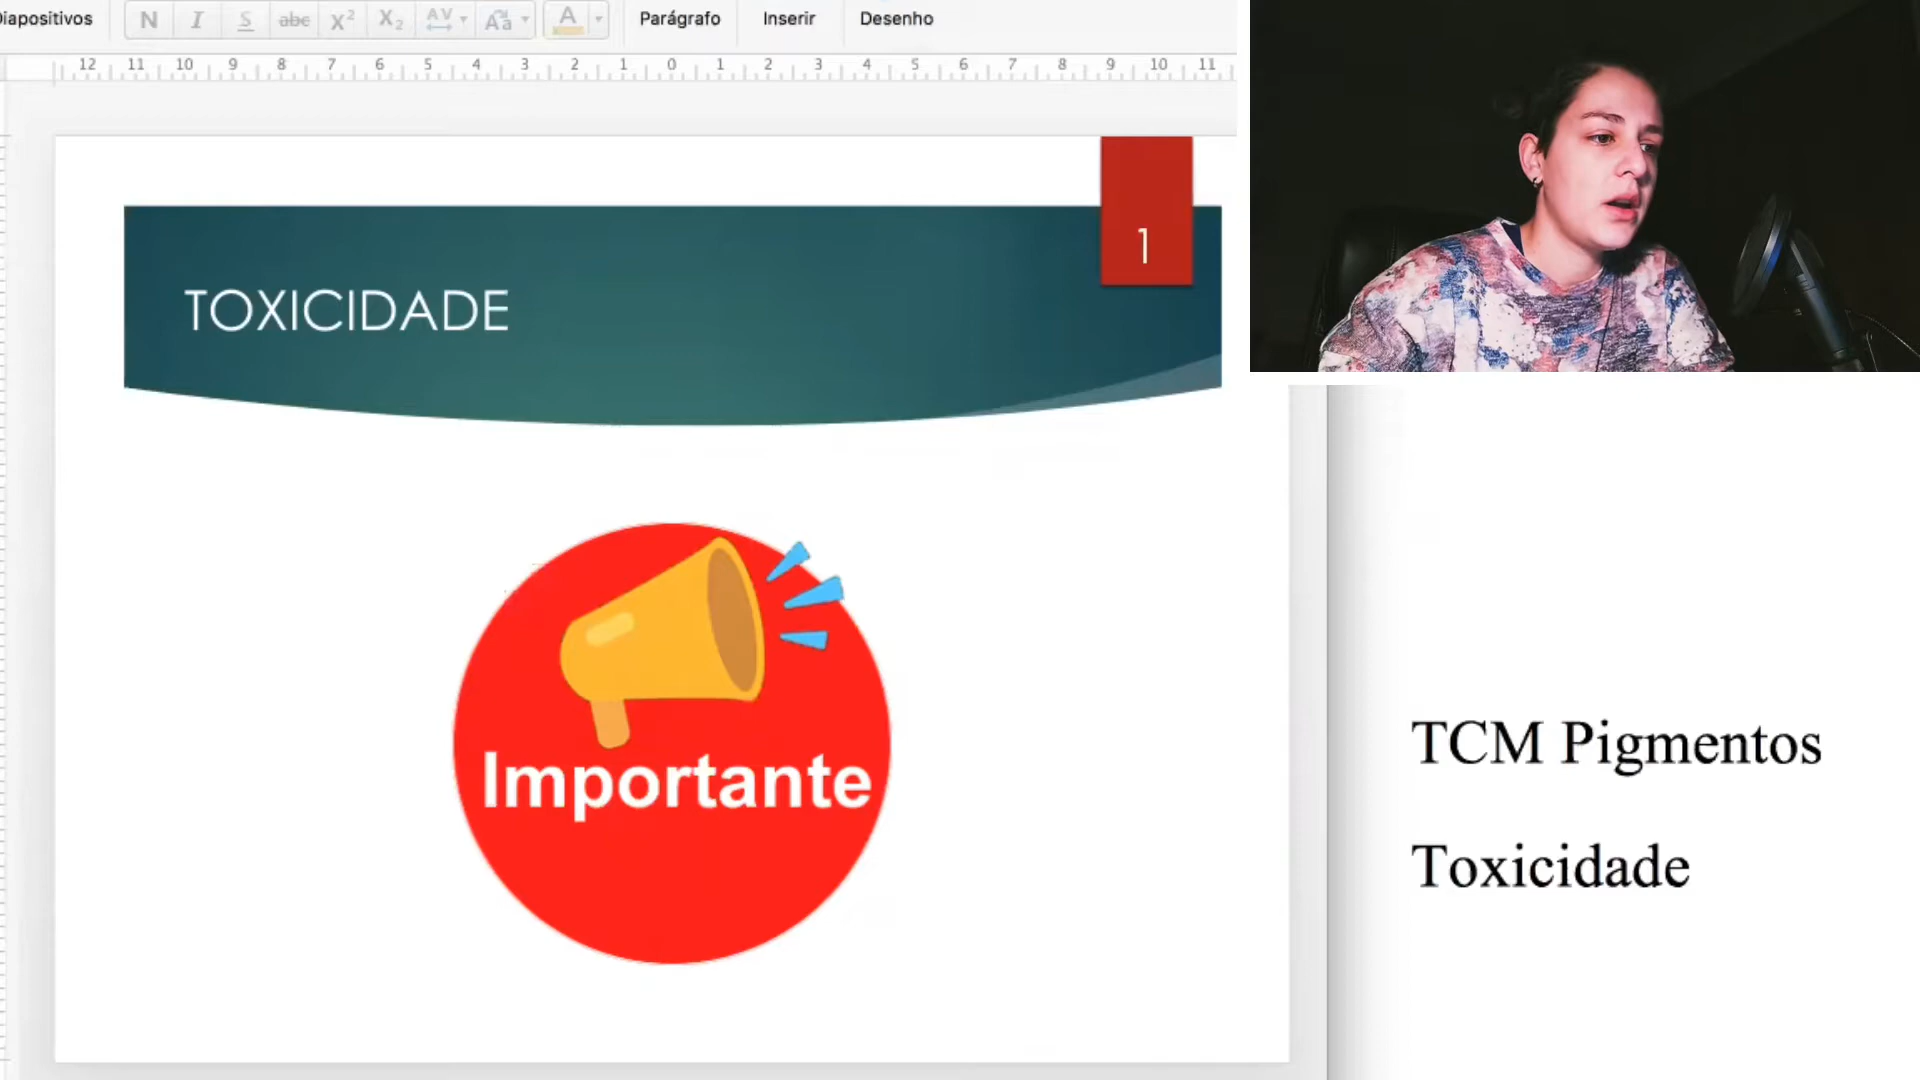 Diapositivos N I S abc X² X₂ AV Aa A Parágrafo Inserir Desenho
12 11 10 9 8 7 6 5 4 3 2 1 0 1 2 3 4 5 6 7 8 9 10 11
1
TOXICIDADE
Importante
TCM Pigmentos
Toxicidade